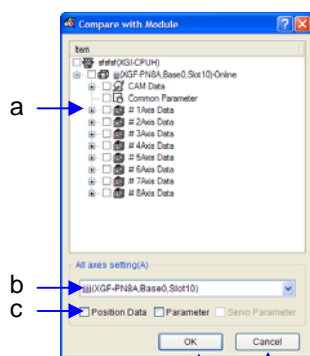 Compare with Module
Item
(XGI-CPUH)
(XGF-PN8A,Base0,Slot10)-Online
CAM Data
Common Parameter
a
# 1Axis Data
# 2Axis Data
# 3Axis Data
# 4Axis Data
# 5Axis Data
# 6Axis Data
# 7Axis Data
# 8Axis Data
All axes setting(A)
b
jjjj(XGF-PN8A,Base0,Slot10)
c
Position Data Parameter Servo Parameter
OK Cancel